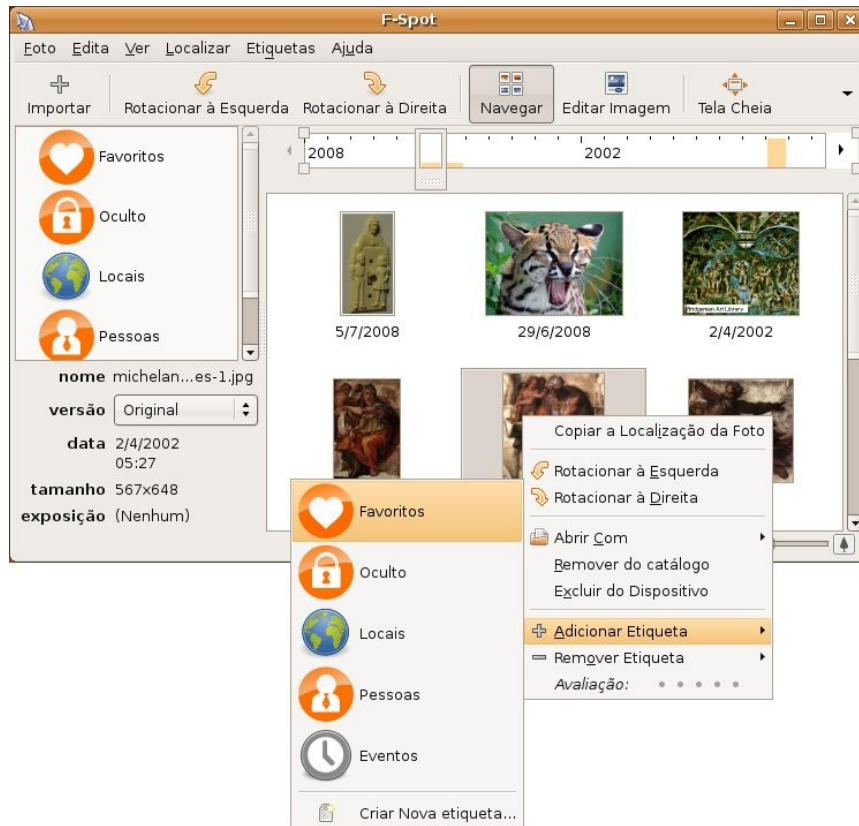 F-Spot
Foto Edita Ver Localizar Etiquetas Ajuda
Importar Rotacionar à Esquerda Rotacionar à Direita Navegar Editar Imagem Tela Cheia
Favoritos
Oculto
Locais
Pessoas
2008 2002
5/7/2008 29/6/2008 2/4/2002
Bridgeman Art Library
nome michelan...es-1.jpg
versão Original
data 2/4/2002
05:27
tamanho 567x648
exposição (Nenhum)
Copiar a Localização da Foto
Rotacionar à Esquerda
Rotacionar à Direita
Abrir Com
Remover do catálogo
Excluir do Dispositivo
Adicionar Etiqueta
Remover Etiqueta
Avaliação:
Favoritos
Oculto
Locais
Pessoas
Eventos
Criar Nova etiqueta...